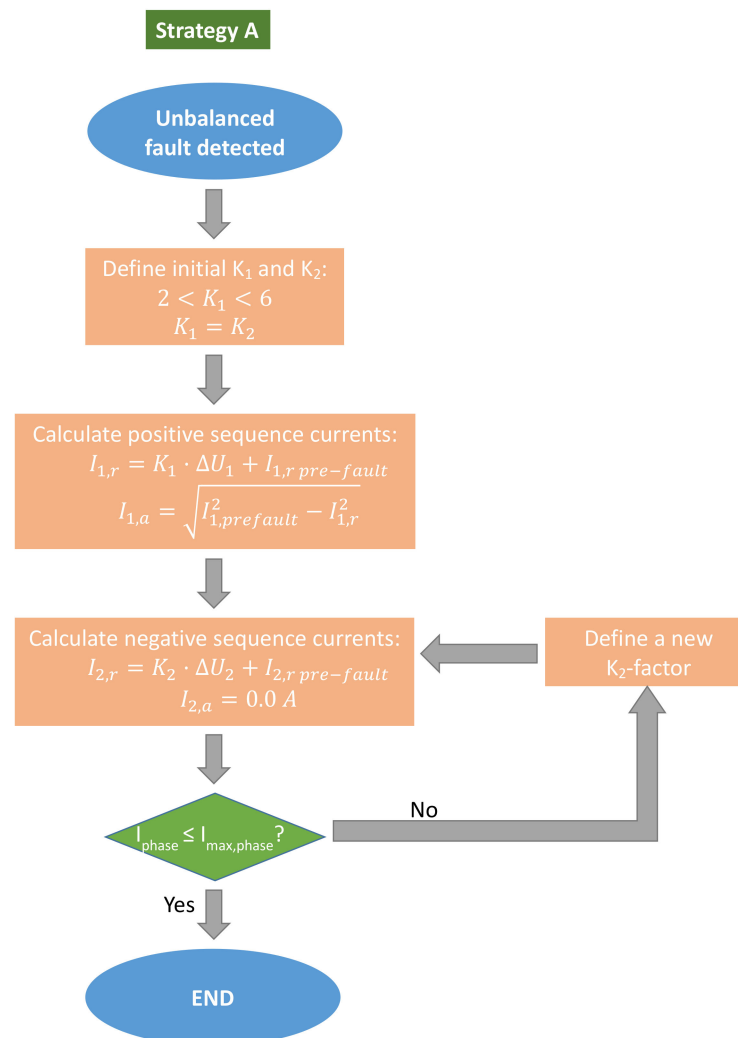 Strategy A
Unbalanced
fault detected
Define initial K₁ and K₂:
2 < K₁ < 6
K₁ = K₂
Calculate positive sequence currents:
I₁,ᵣ = K₁ · ΔU₁ + I₁,ᵣ ₚᵣₑ₋fₐᵤₗₜ
I₁,ₐ = √(I²₁,ₚᵣₑfₐᵤₗₜ − I²₁,ᵣ)
Calculate negative sequence currents:
I₂,ᵣ = K₂ · ΔU₂ + I₂,ᵣ ₚᵣₑ₋fₐᵤₗₜ
I₂,ₐ = 0.0 A
Define a new
K₂-factor
No
Iₚₕₐₛₑ ≤ Iₘₐₓ,ₚₕₐₛₑ?
Yes
END